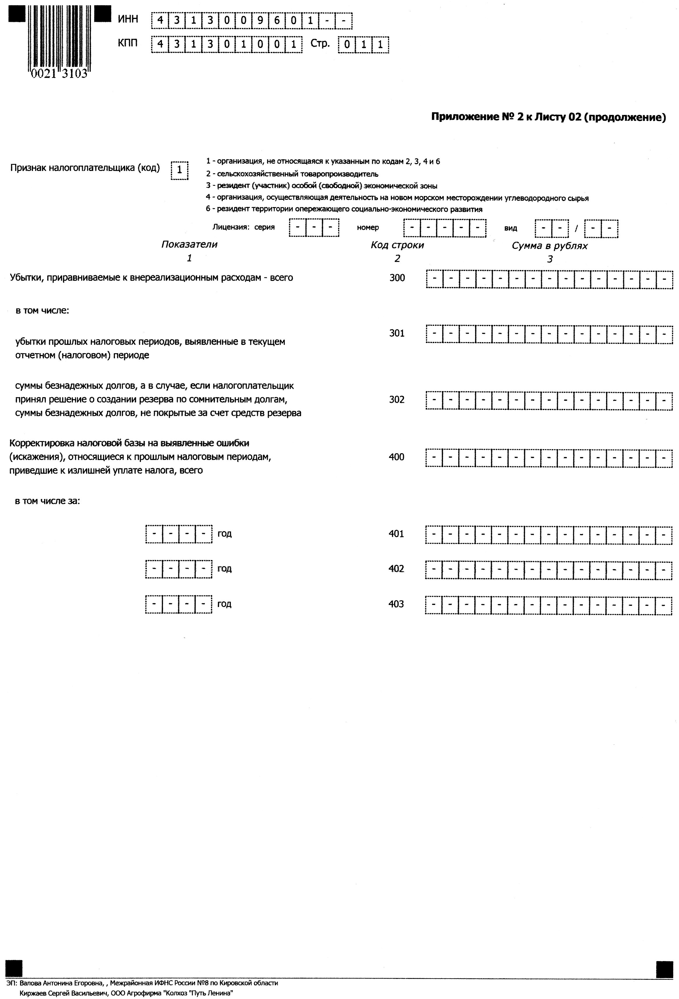 ИНН 4313009601--
КПП 431301001 Стр. 011
0021 3103
Приложение № 2 к Листу 02 (продолжение)
Признак налогоплательщика (код) 1
1 - организация, не относящаяся к указанным по кодам 2, 3, 4 и 6
2 - сельскохозяйственный товаропроизводитель
3 - резидент (участник) особой (свободной) экономической зоны
4 - организация, осуществляющая деятельность на новом морском месторождении углеводородного сырья
6 - резидент территории опережающего социально-экономического развития
Лицензия: серия --- номер ----- вид -- / --
Показатели Код строки Сумма в рублях
1 2 3
Убытки, приравниваемые к внереализационным расходам - всего 300 ---------------
в том числе:
301 ---------------
убытки прошлых налоговых периодов, выявленные в текущем
отчетном (налоговом) периоде
суммы безнадежных долгов, а в случае, если налогоплательщик
принял решение о создании резерва по сомнительным долгам, 302 ---------------
суммы безнадежных долгов, не покрытые за счет средств резерва
Корректировка налоговой базы на выявленные ошибки
(искажения), относящиеся к прошлым налоговым периодам, 400 ---------------
приведшие к излишней уплате налога, всего
в том числе за:
---- год 401 ---------------
---- год 402 ---------------
---- год 403 ---------------
ЭП: Валова Антонина Егоровна, , Межрайонная ИФНС России №8 по Кировской области
Киржаев Сергей Васильевич, ООО Агрофирма "Колхоз "Путь Ленина"